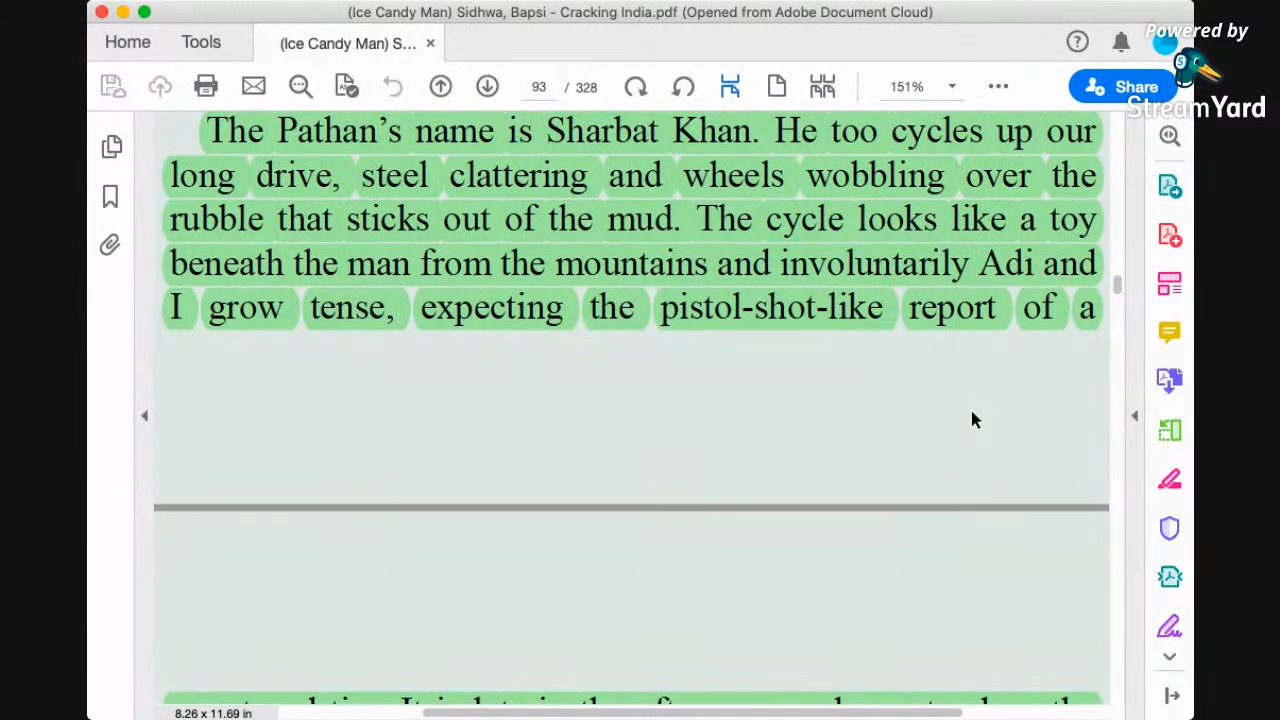 (Ice Candy Man) Sidhwa, Bapsi - Cracking India.pdf (Opened from Adobe Document Cloud)
Powered by
StreamYard
Home Tools (Ice Candy Man) S... ×
93 / 328 151% Share
The Pathan's name is Sharbat Khan. He too cycles up our
long drive, steel clattering and wheels wobbling over the
rubble that sticks out of the mud. The cycle looks like a toy
beneath the man from the mountains and involuntarily Adi and
I grow tense, expecting the pistol-shot-like report of a
8.26 x 11.69 in